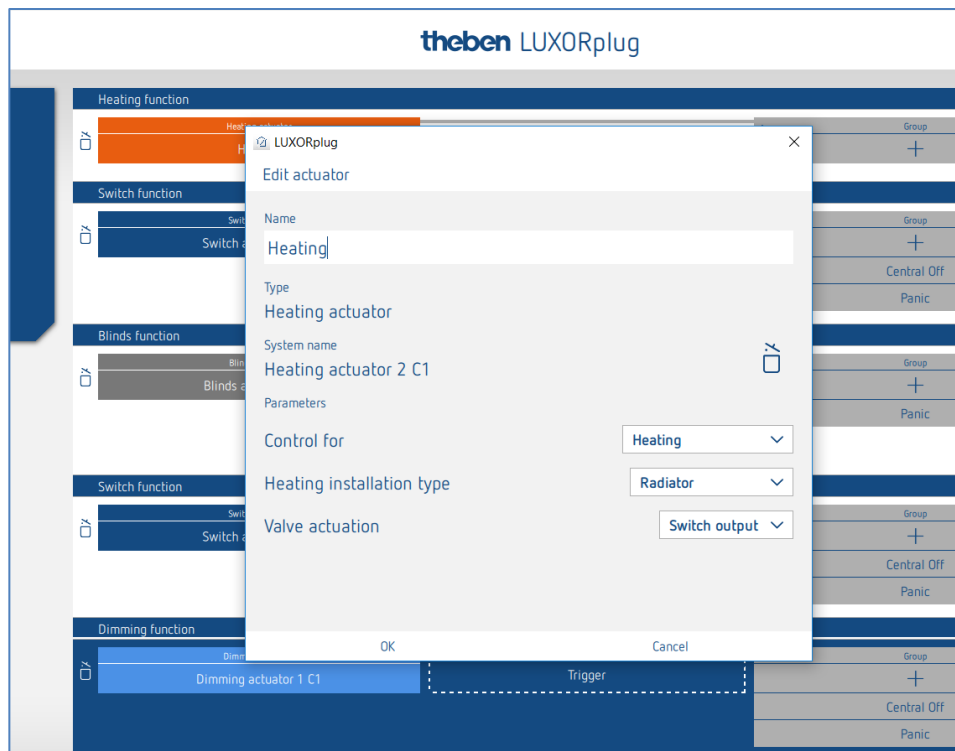 theben LUXORplug
Heating function
Group
LUXORplug
Edit actuator
Switch function
Name
Group
Switch
Heating
Central Off
Type
Panic
Heating actuator
Blinds function
System name
Group
Heating actuator 2 C1
Blinds
Parameters
Panic
Control for
Heating
Switch function
Heating installation type
Radiator
Group
Valve actuation
Switch output
Switch
Central Off
Panic
Dimming function
OK
Cancel
Group
Dimming actuator 1 C1
Trigger
Central Off
Panic